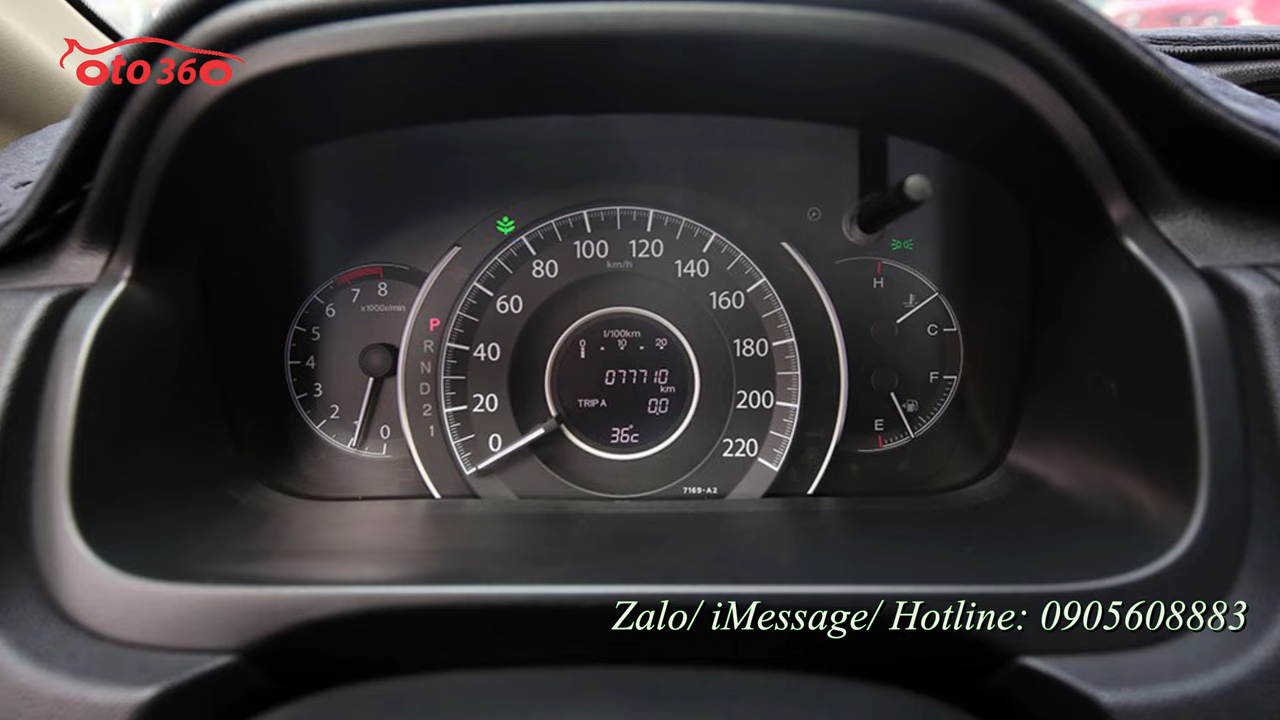 oto 360
100 120
km/h
80 140
60 160
40 180
20 200
0 220
8
7
x1000r/min
6
5
4
3
2
1
0
P
R
N
D
2
1
l/100km
0 10 20
077710
km
TRIP A 0.0
36°c
7169-A2
H
C
F
E
Zalo/ iMessage/ Hotline: 0905608883